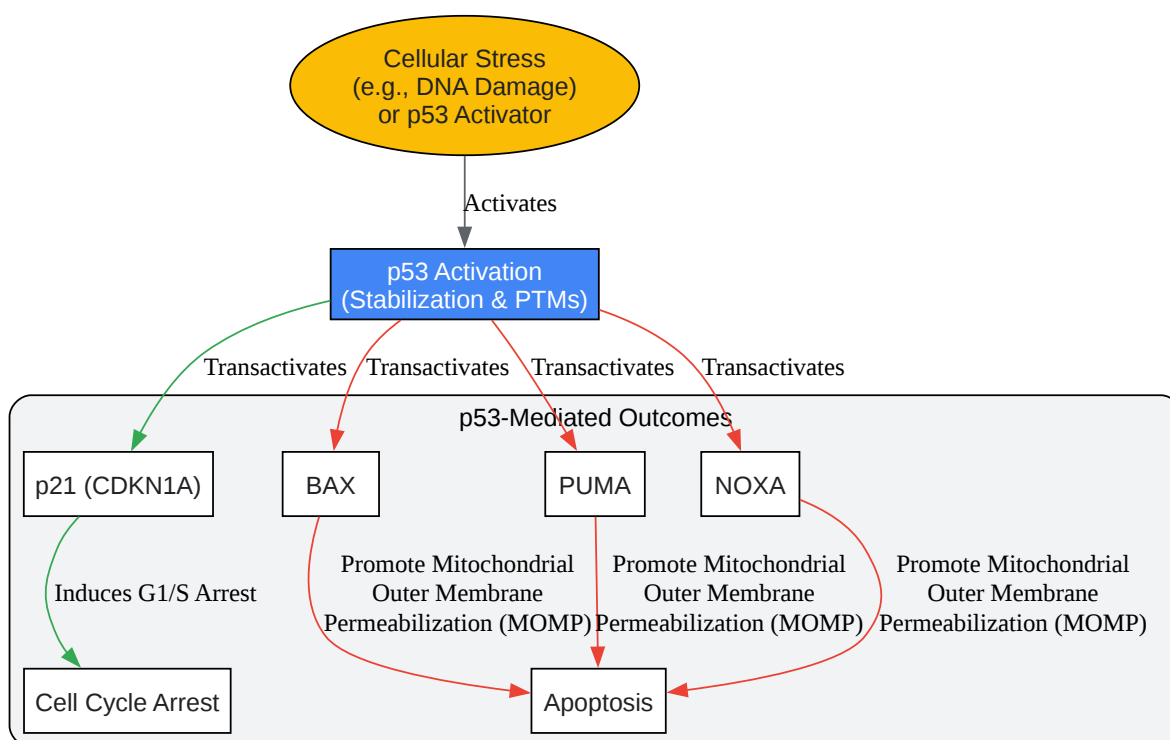 Cellular Stress
(e.g., DNA Damage)
or p53 Activator
Activates
p53 Activation
(Stabilization & PTMs)
Transactivates
Transactivates
Transactivates
Transactivates
p53-Mediated Outcomes
p21 (CDKN1A)
BAX
PUMA
NOXA
Induces G1/S Arrest
Promote Mitochondrial
Outer Membrane
Permeabilization (MOMP)
Promote Mitochondrial
Outer Membrane
Permeabilization (MOMP)
Promote Mitochondrial
Outer Membrane
Permeabilization (MOMP)
Cell Cycle Arrest
Apoptosis